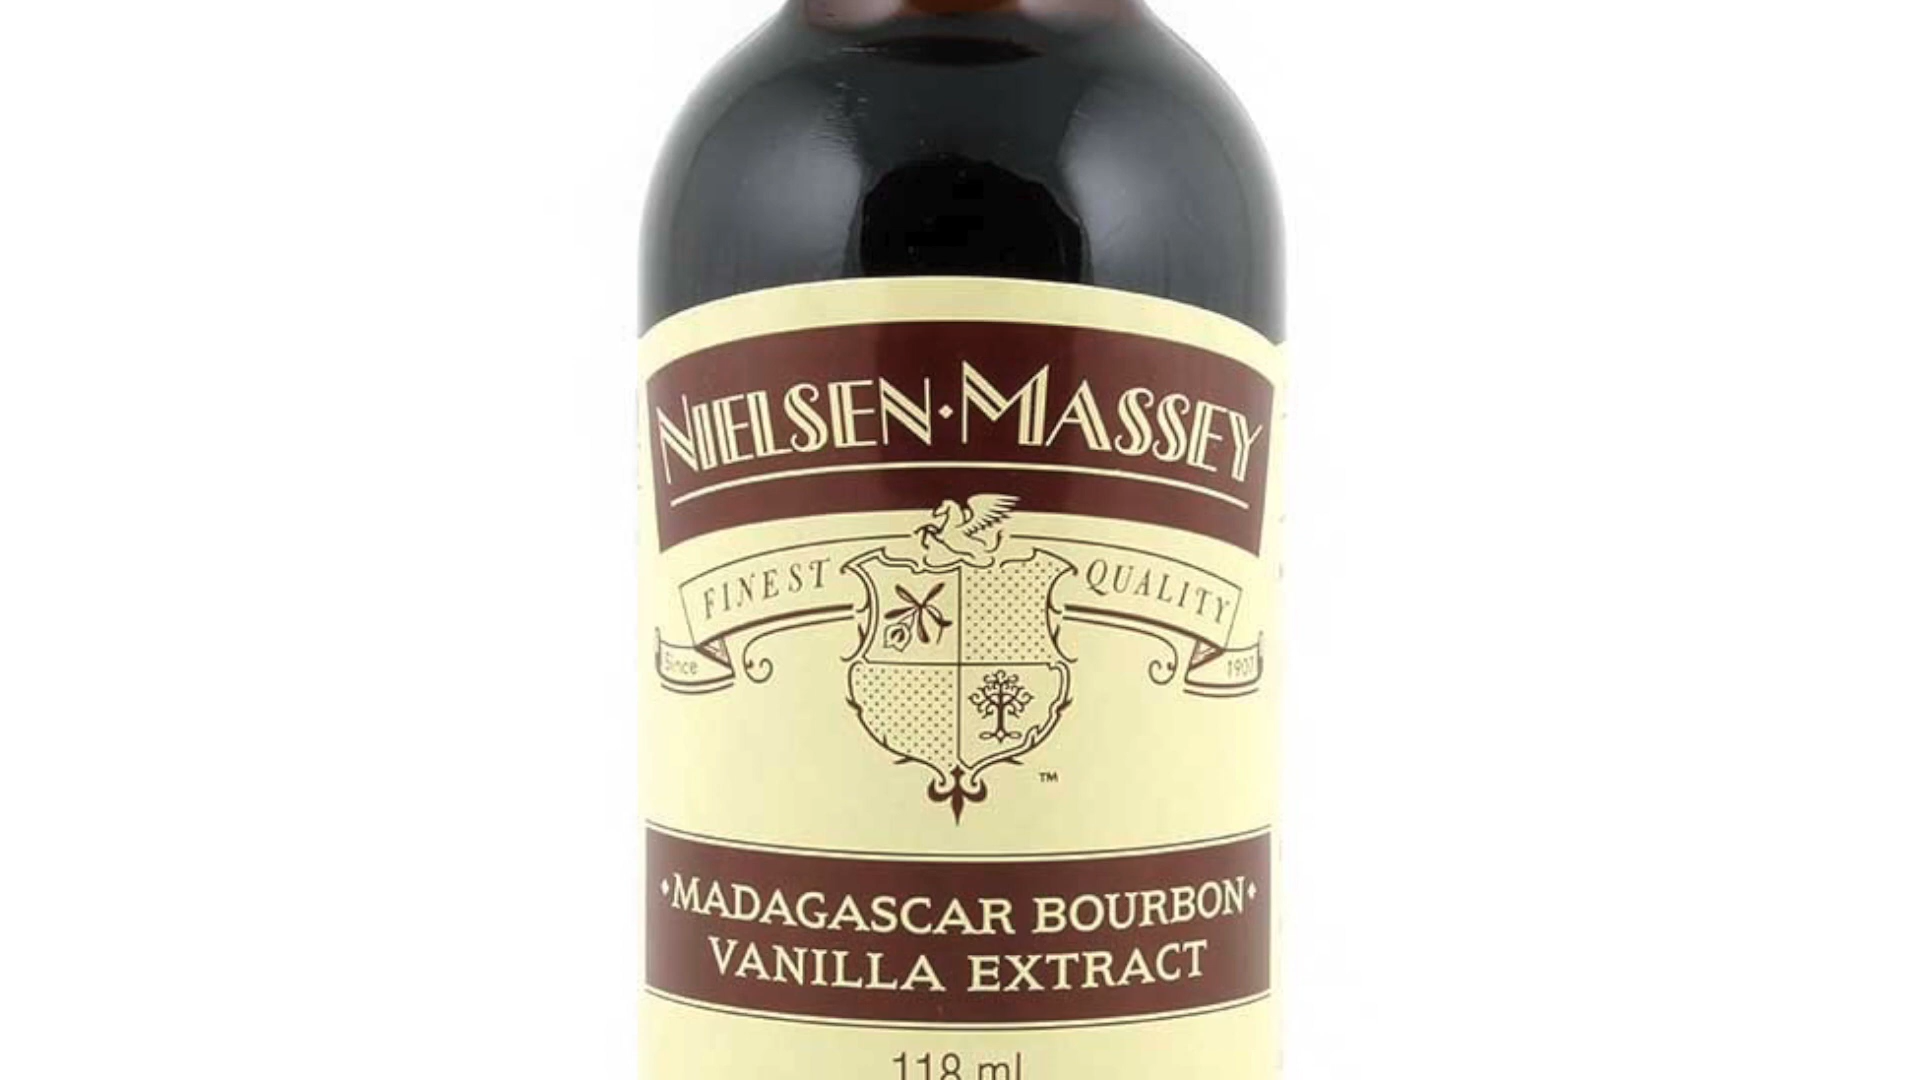 NIELSEN·MASSEY
FINEST QUALITY
Since 1907
TM
·MADAGASCAR BOURBON·
VANILLA EXTRACT
118 ml